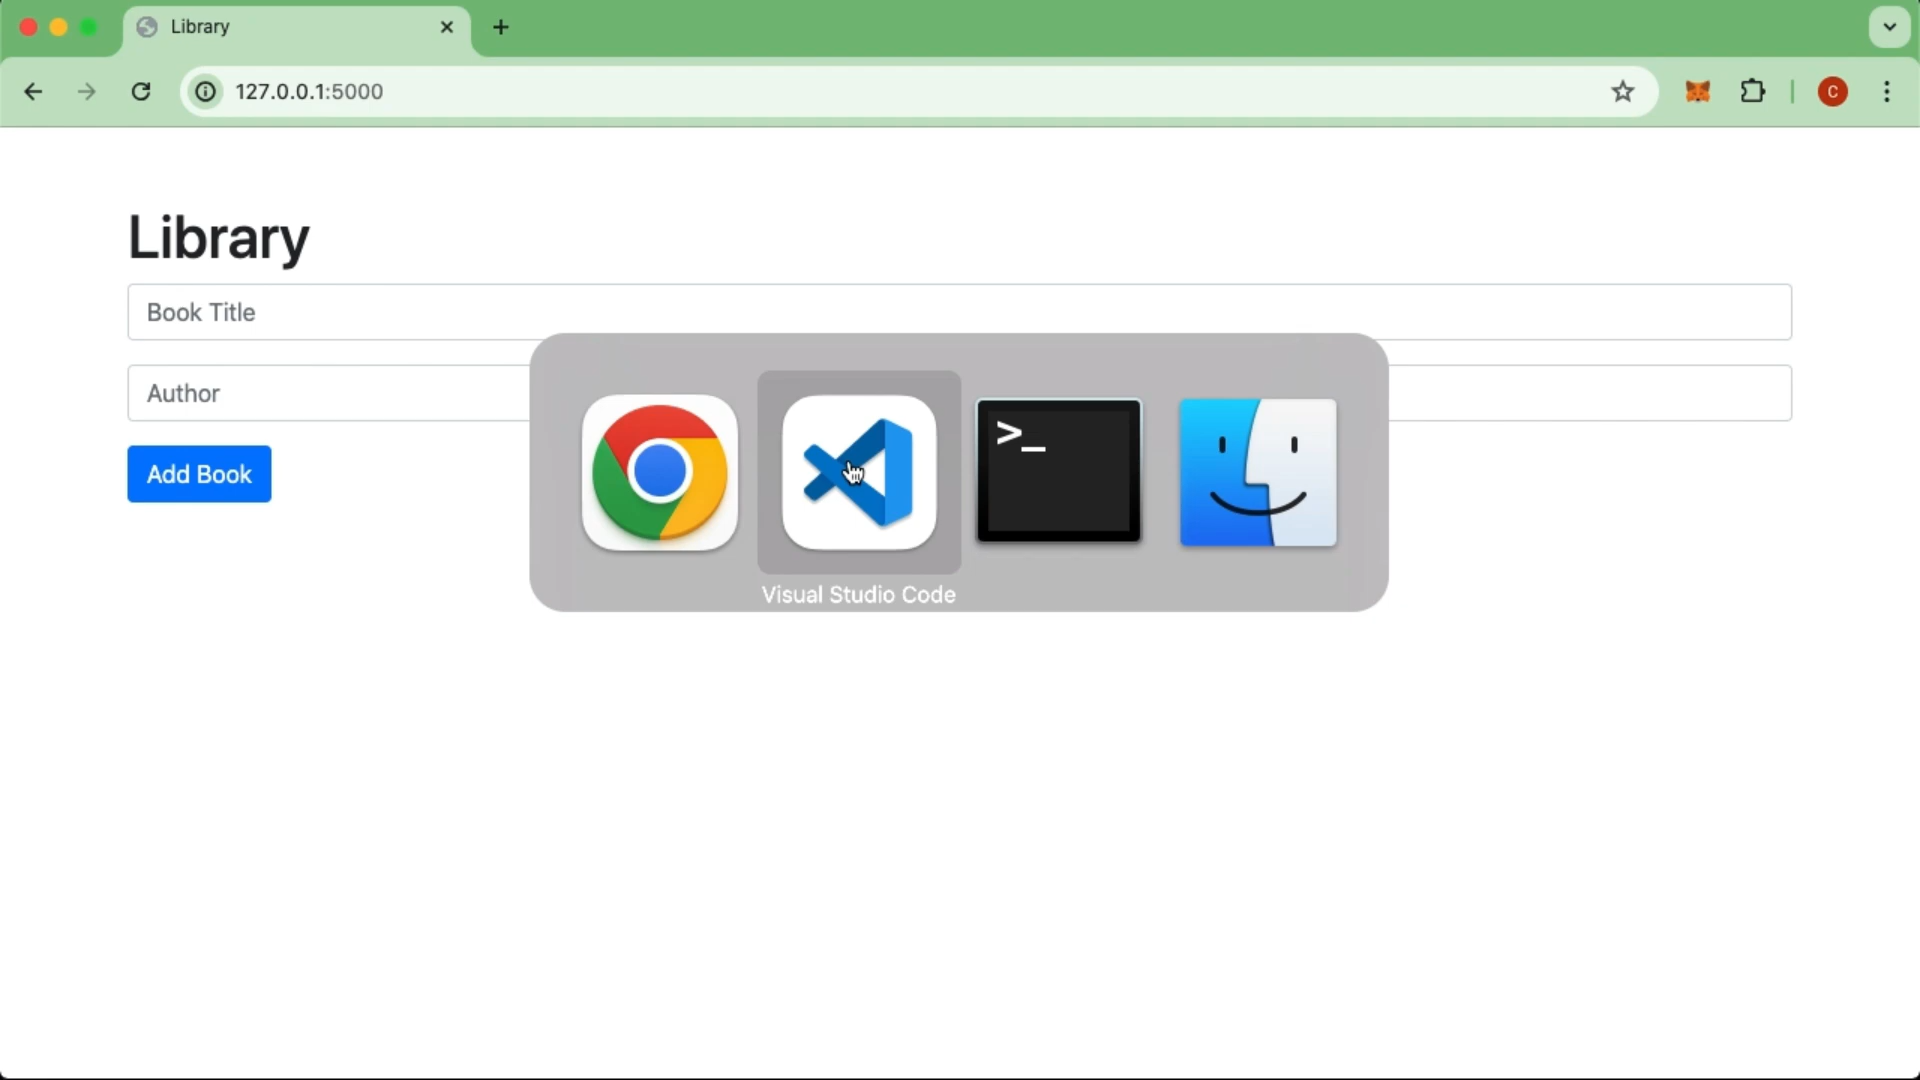 Library
127.0.0.1:5000
C
Library
Book Title
Author
Add Book
>_
Visual Studio Code